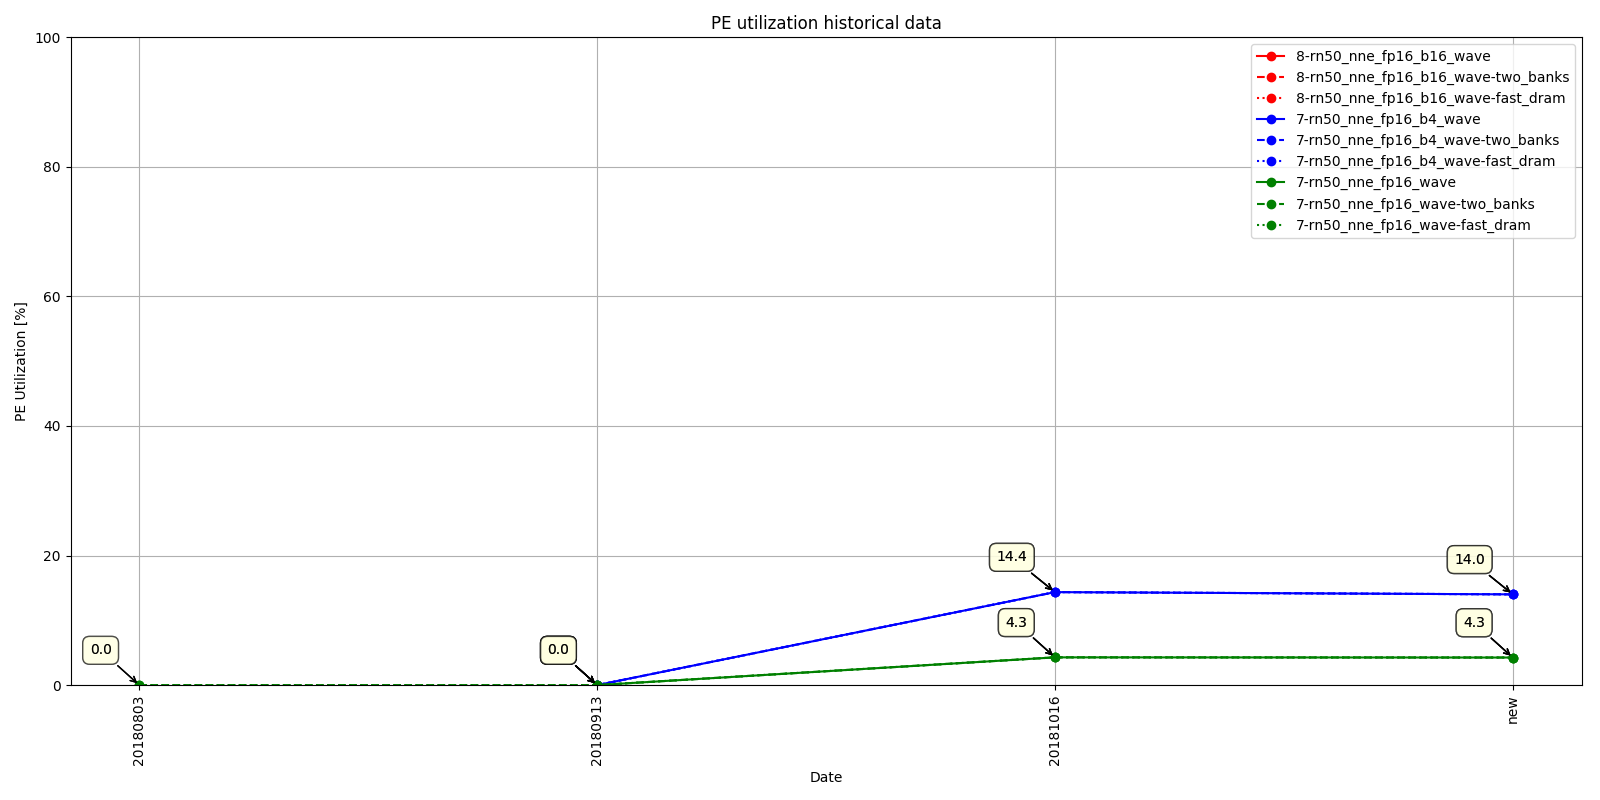 PE utilization historical data
100
80
60
40
20
0
PE Utilization [%]
8-rn50_nne_fp16_b16_wave
8-rn50_nne_fp16_b16_wave-two_banks
8-rn50_nne_fp16_b16_wave-fast_dram
7-rn50_nne_fp16_b4_wave
7-rn50_nne_fp16_b4_wave-two_banks
7-rn50_nne_fp16_b4_wave-fast_dram
7-rn50_nne_fp16_wave
7-rn50_nne_fp16_wave-two_banks
7-rn50_nne_fp16_wave-fast_dram
14.4
14.0
4.3
4.3
0.0
0.0
20180803
20180913
20181016
new
Date